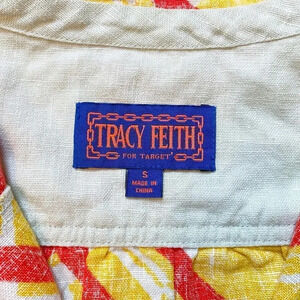 TRACY FEITH
FOR TARGET
S
MADE IN
CHINA